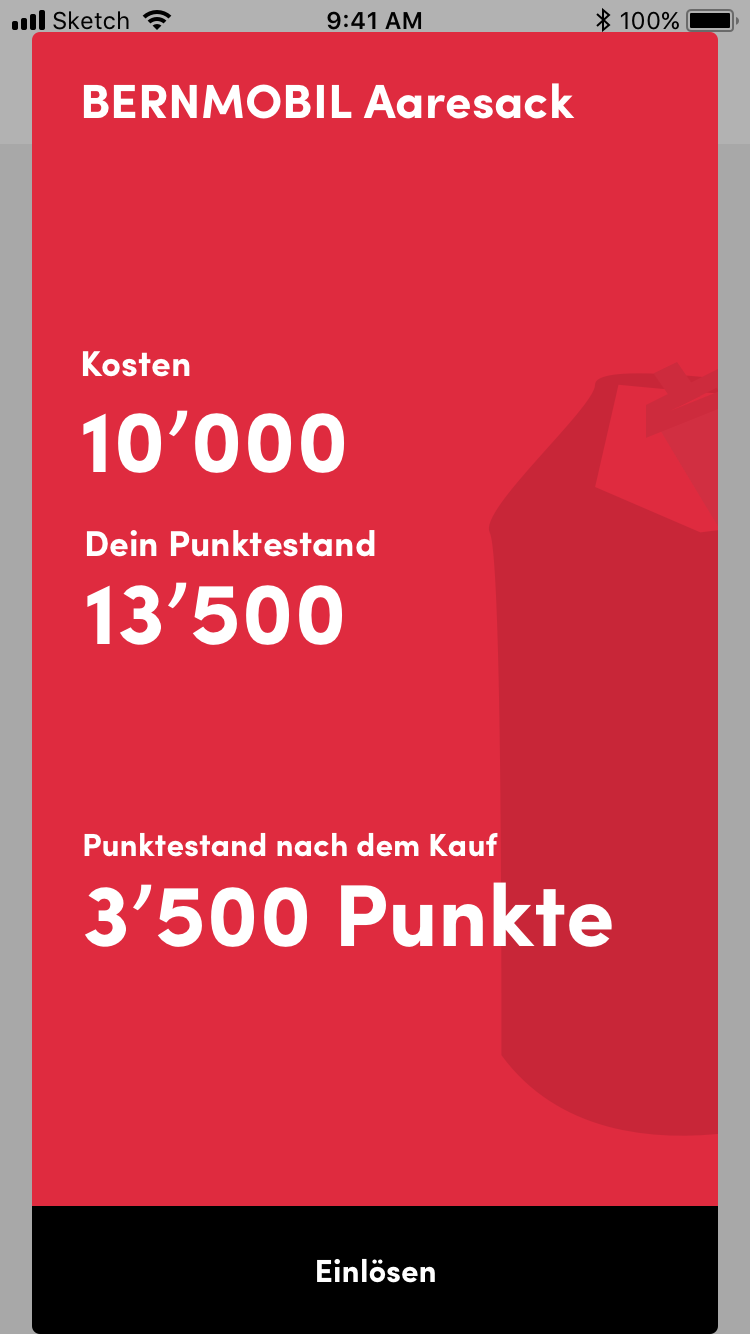 Sketch 9:41 AM 100%
BERNMOBIL Aaresack
Kosten
10’000
Dein Punktestand
13’500
Punktestand nach dem Kauf
3’500 Punkte
Einlösen